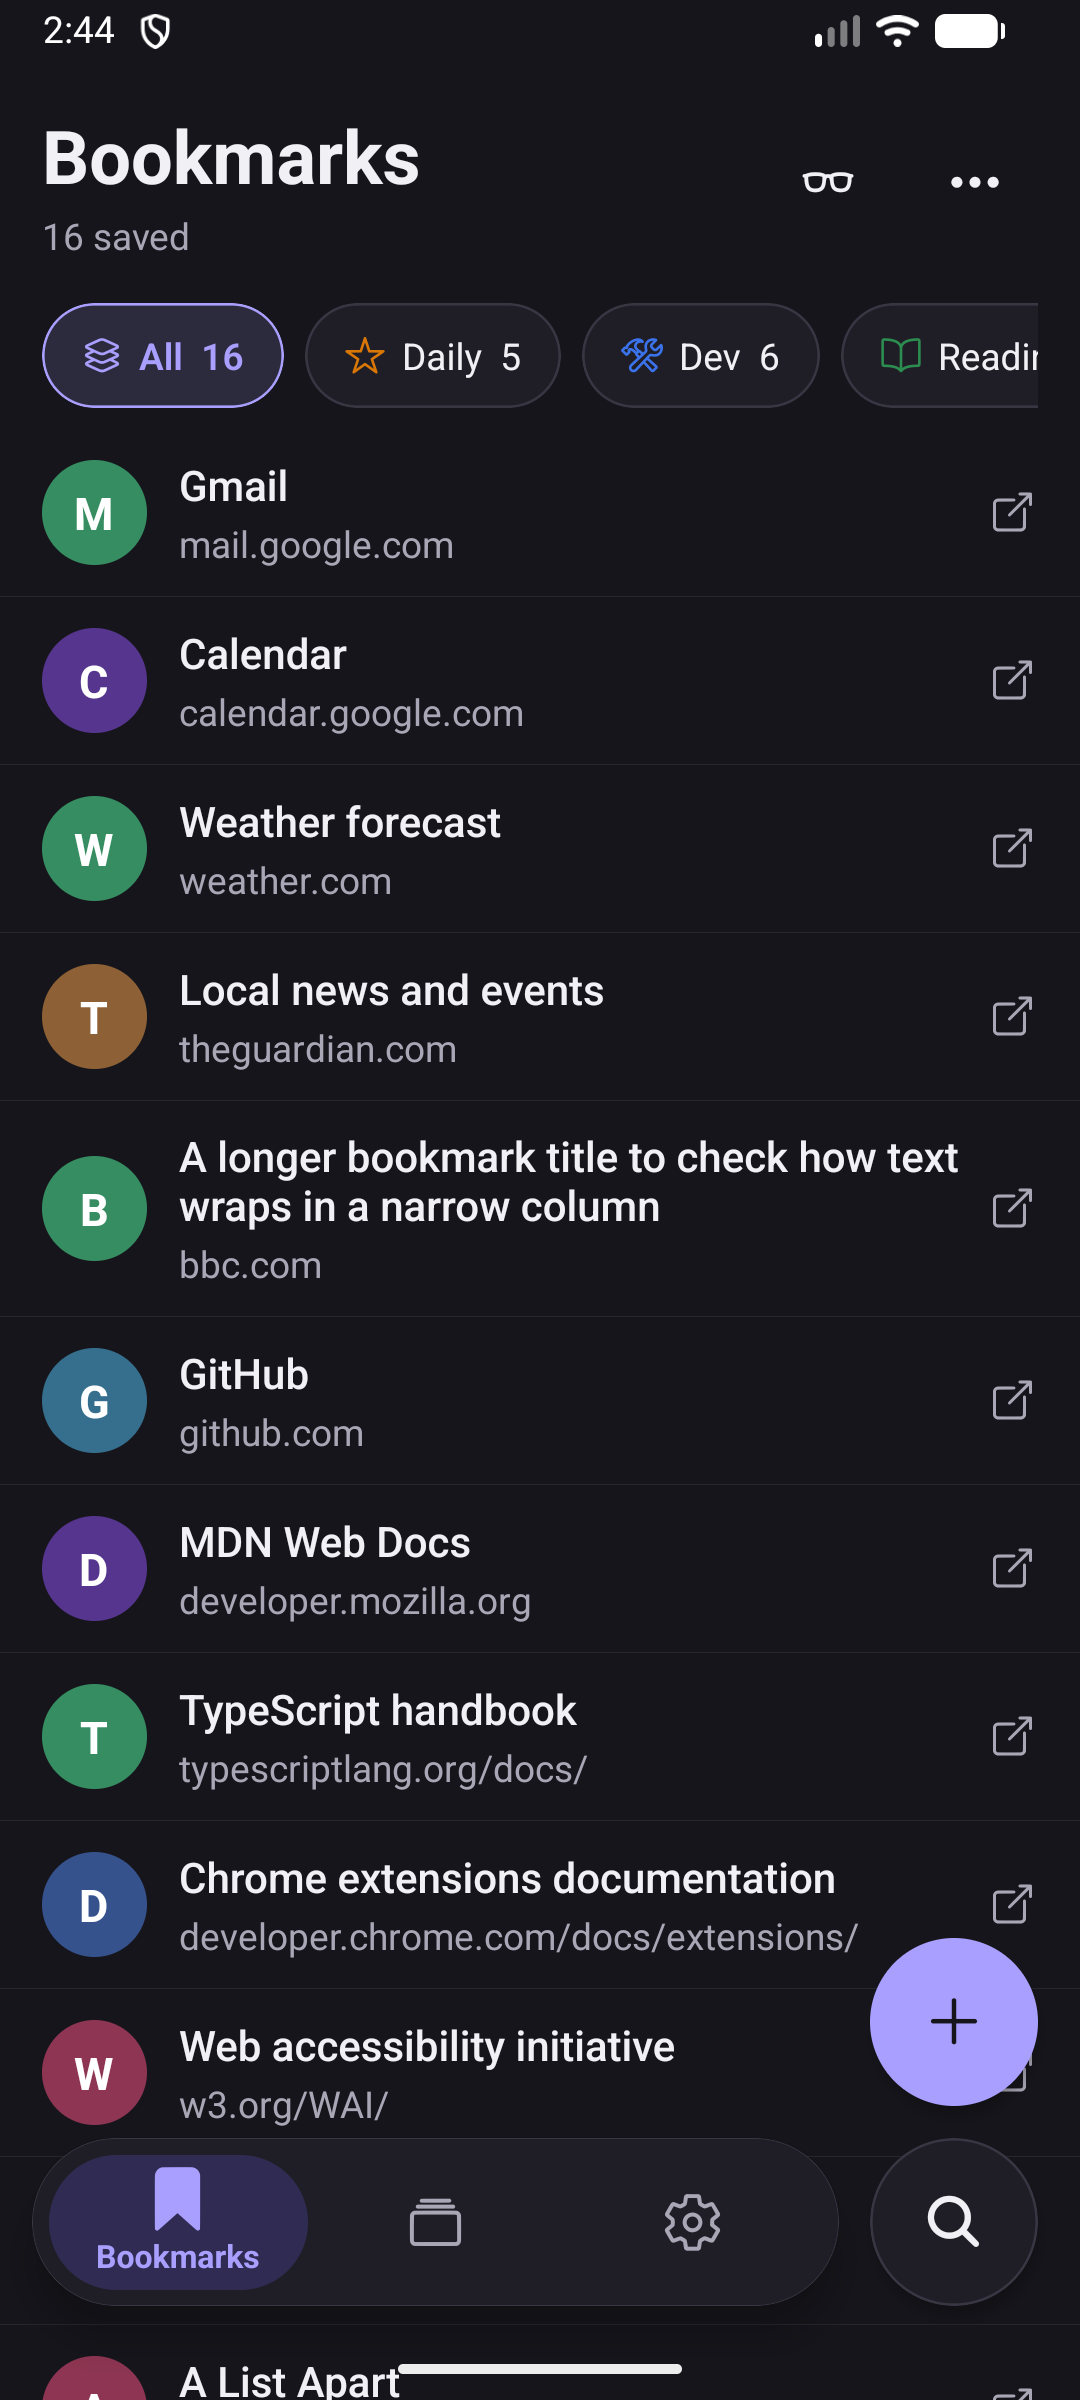 2:44
Bookmarks
16 saved
All 16
Daily 5
Dev 6
M
Gmail
mail.google.com
C
Calendar
calendar.google.com
W
Weather forecast
weather.com
T
Local news and events
theguardian.com
B
A longer bookmark title to check how text
wraps in a narrow column
bbc.com
G
GitHub
github.com
D
MDN Web Docs
developer.mozilla.org
T
TypeScript handbook
typescriptlang.org/docs/
D
Chrome extensions documentation
developer.chrome.com/docs/extensions/
W
Web accessibility initiative
w3.org/WAI/
Bookmarks
A List Apart